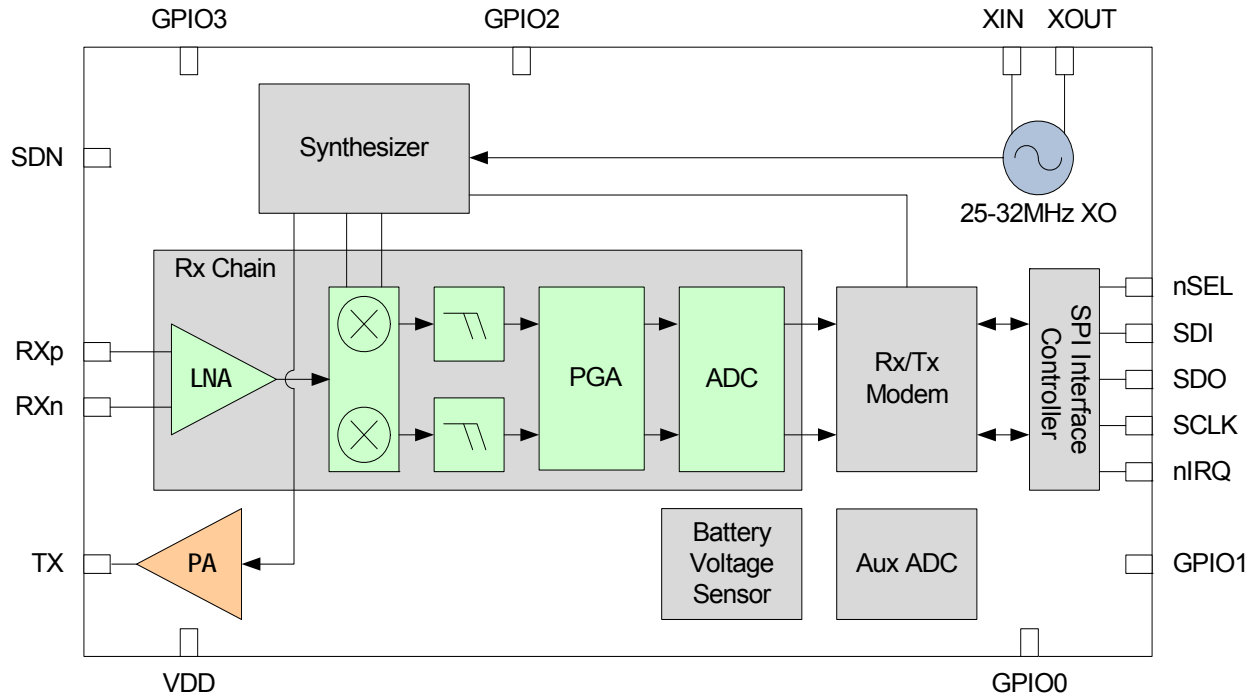 GPIO3
GPIO2
XIN
XOUT
SDN
Synthesizer
25-32MHz XO
Rx Chain
RXp
RXn
LNA
PGA
ADC
Rx/Tx
Modem
SPI Interface
Controller
nSEL
SDI
SDO
SCLK
nIRQ
TX
PA
Battery
Voltage
Sensor
Aux ADC
GPIO1
VDD
GPIO0